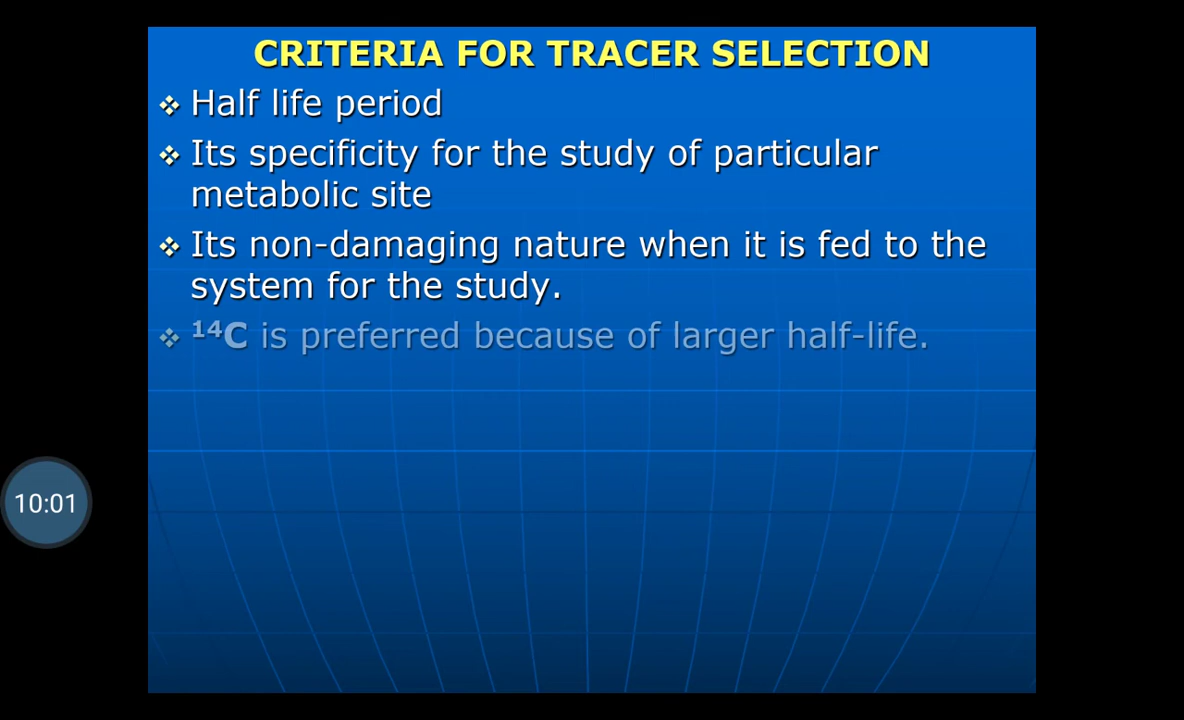 CRITERIA FOR TRACER SELECTION
❖ Half life period
❖ Its specificity for the study of particular
metabolic site
❖ Its non-damaging nature when it is fed to the
system for the study.
❖ ¹⁴C is preferred because of larger half-life.
10:01